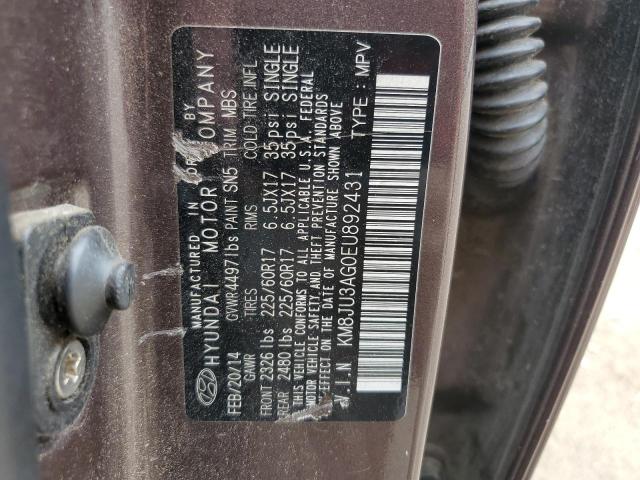 MANUFACTURED IN BY
HYUNDAI MOTOR COMPANY
FEB/20/14 GVWR 4497lbs PAINT SN5 TRIM MBS
GAWR TIRES RIMS COLD TIRE INFL
FRONT 2326 lbs 225/60R17 6.5JX17 35psi SINGLE
REAR 2480 lbs 225/60R17 6.5JX17 35psi SINGLE
THIS VEHICLE CONFORMS TO ALL APPLICABLE U.S.A. FEDERAL
MOTOR VEHICLE SAFETY AND THEFT PREVENTION STANDARDS
IN EFFECT ON THE DATE OF MANUFACTURE SHOWN ABOVE
V.I.N KM8JU3AG0EU892431 TYPE : MPV